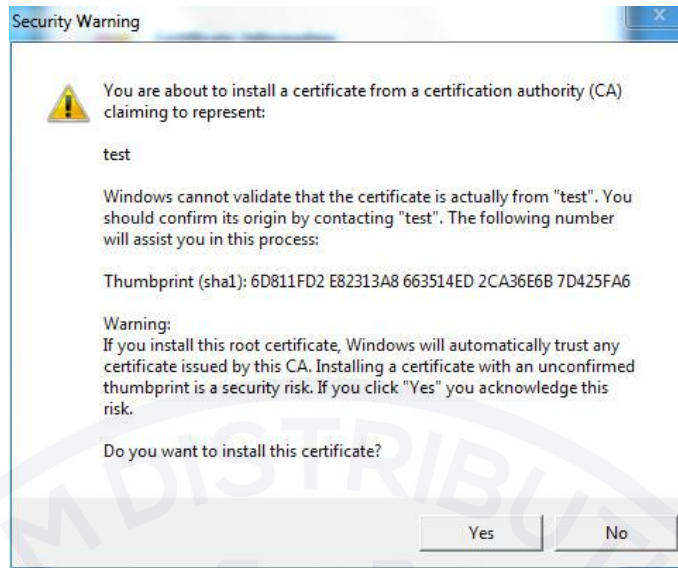 Security Warning
You are about to install a certificate from a certification authority (CA)
claiming to represent:
test
Windows cannot validate that the certificate is actually from "test". You
should confirm its origin by contacting "test". The following number
will assist you in this process:
Thumbprint (sha1): 6D811FD2 E82313A8 663514ED 2CA36E6B 7D425FA6
Warning:
If you install this root certificate, Windows will automatically trust any
certificate issued by this CA. Installing a certificate with an unconfirmed
thumbprint is a security risk. If you click "Yes" you acknowledge this
risk.
Do you want to install this certificate?
Yes No